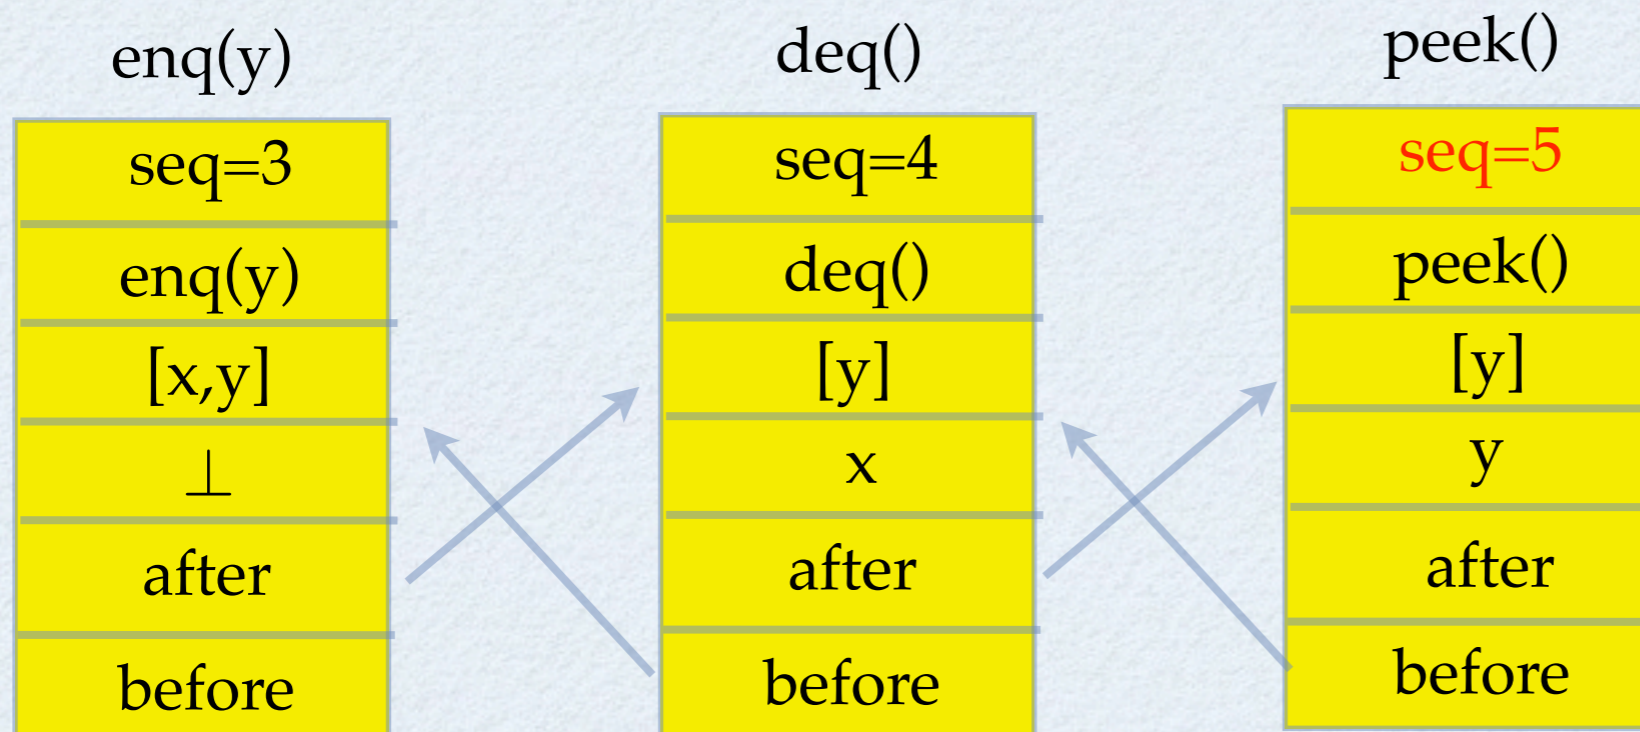 enq(y)
seq=3
enq(y)
[x,y]
⊥
after
before
deq()
seq=4
deq()
[y]
x
after
before
peek()
seq=5
peek()
[y]
y
after
before